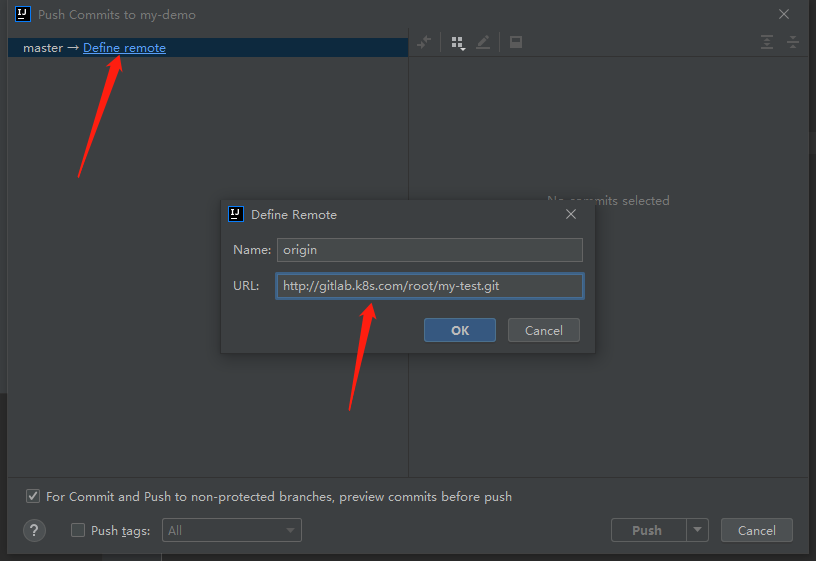 Push Commits to my-demo
master → Define remote
No commits selected
Define Remote
Name: origin
URL: http://gitlab.k8s.com/root/my-test.git
OK Cancel
For Commit and Push to non-protected branches, preview commits before push
? Push tags: All Push Cancel